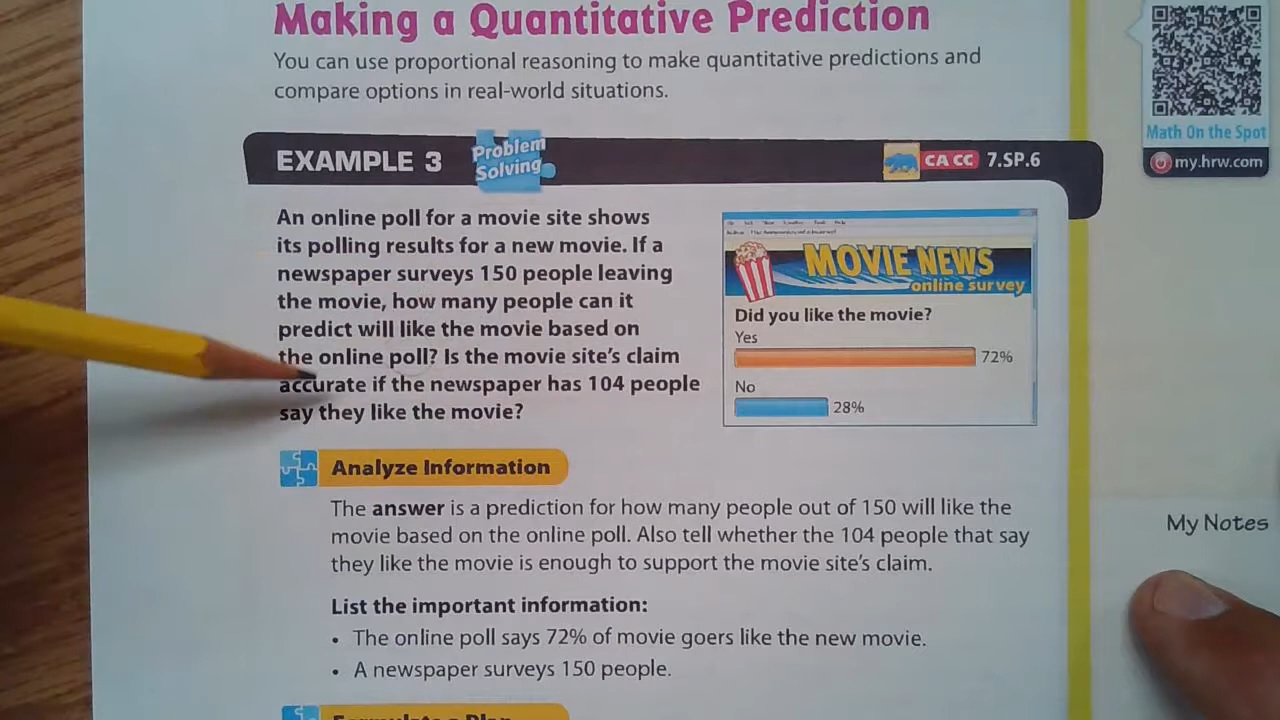 Making a Quantitative Prediction
You can use proportional reasoning to make quantitative predictions and
compare options in real-world situations.
Math On the Spot
my.hrw.com
EXAMPLE 3
Problem
Solving
CA CC 7.SP.6
An online poll for a movie site shows
its polling results for a new movie. If a
newspaper surveys 150 people leaving
the movie, how many people can it
predict will like the movie based on
the online poll? Is the movie site’s claim
accurate if the newspaper has 104 people
say they like the movie?
MOVIE NEWS
online survey
Did you like the movie?
Yes
72%
No
28%
Analyze Information
The answer is a prediction for how many people out of 150 will like the
movie based on the online poll. Also tell whether the 104 people that say
they like the movie is enough to support the movie site’s claim.
My Notes
List the important information:
• The online poll says 72% of movie goers like the new movie.
• A newspaper surveys 150 people.
Formulate a Plan